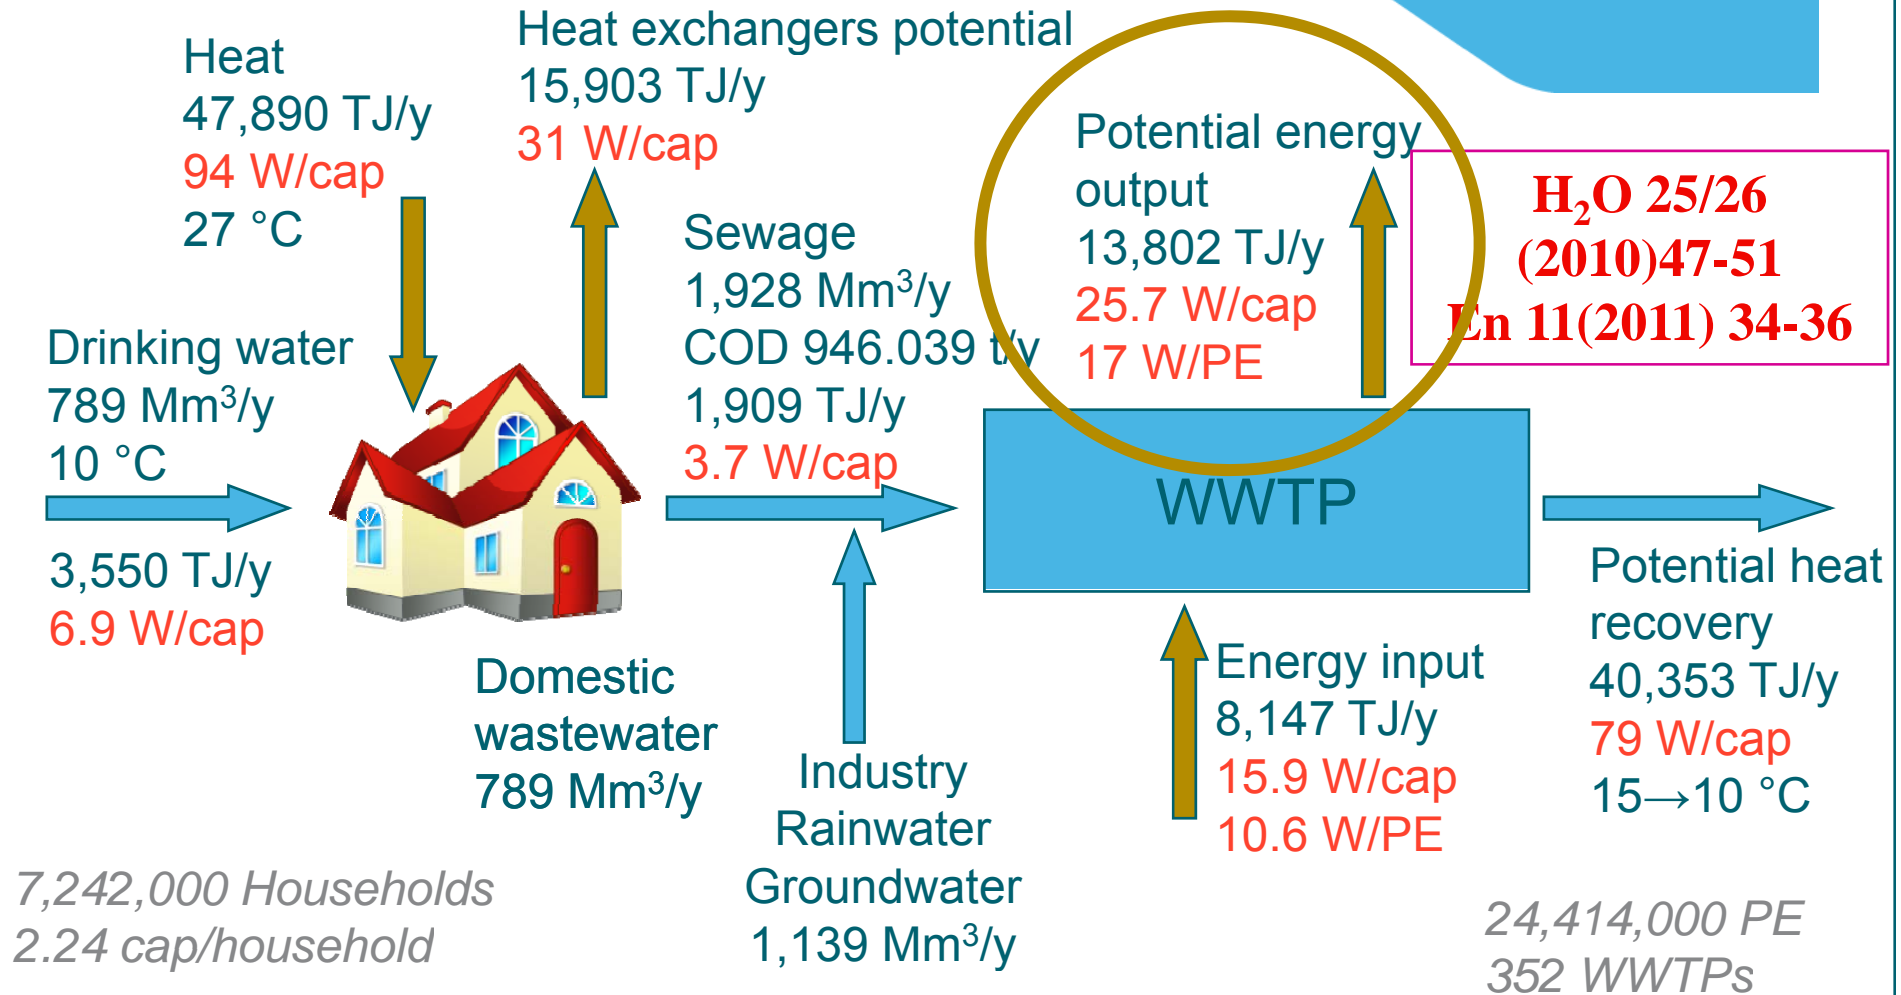 Heat
47,890 TJ/y
94 W/cap
27 °C
Heat exchangers potential
15,903 TJ/y
31 W/cap
Potential energy
output
13,802 TJ/y
25.7 W/cap
17 W/PE
H₂O 25/26
(2010)47-51
En 11(2011) 34-36
Drinking water
789 Mm³/y
10 °C
3,550 TJ/y
6.9 W/cap
Sewage
1,928 Mm³/y
COD 946.039 t/y
1,909 TJ/y
3.7 W/cap
WWTP
Domestic
wastewater
789 Mm³/y
Industry
Rainwater
Groundwater
1,139 Mm³/y
Energy input
8,147 TJ/y
15.9 W/cap
10.6 W/PE
Potential heat
recovery
40,353 TJ/y
79 W/cap
15→10 °C
7,242,000 Households
2.24 cap/household
24,414,000 PE
352 WWTPs